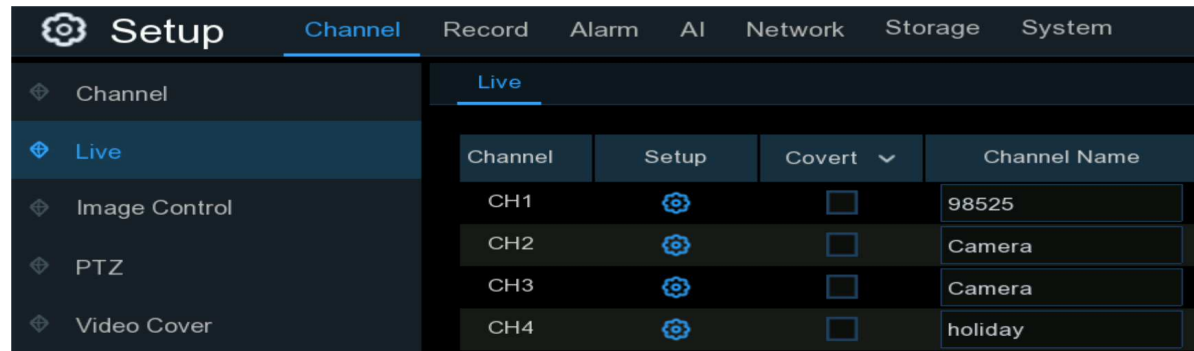 Setup Channel Record Alarm AI Network Storage System
Channel
Live
Image Control
PTZ
Video Cover
Live
Channel Setup Covert Channel Name
CH1 98525
CH2 Camera
CH3 Camera
CH4 holiday